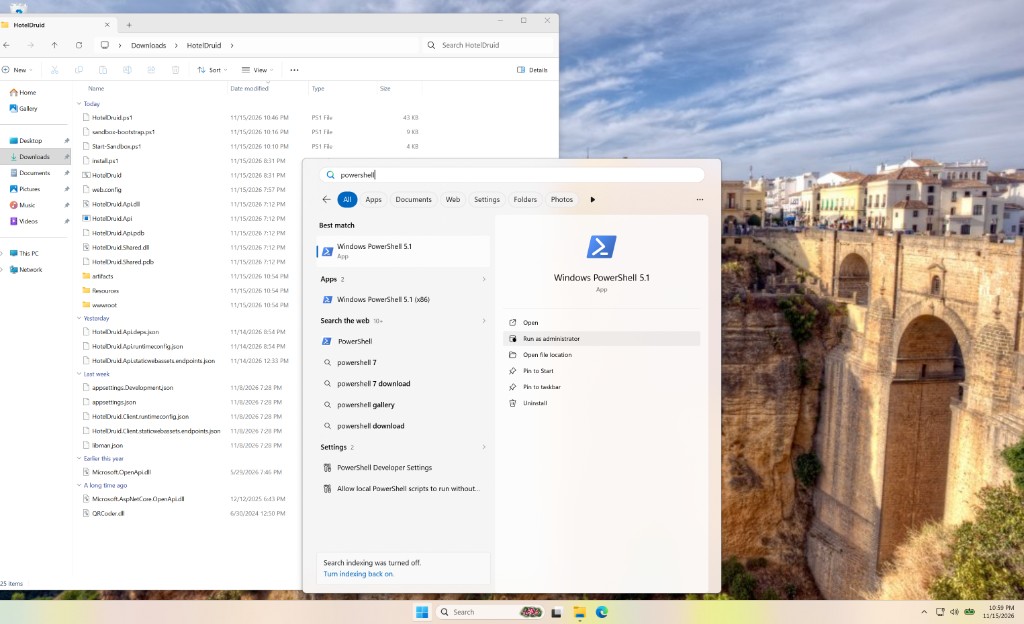 HotelDruid
Downloads
HotelDruid
Search HotelDruid
New
Sort
View
Details
Name
Date modified
Type
Size
Home
Gallery
Desktop
Downloads
Documents
Pictures
Music
Videos
This PC
Network
Today
HotelDruid.ps1 11/15/2026 10:46 PM PS1 File 43 KB
sandbox-bootstrap.ps1 11/15/2026 10:16 PM PS1 File 9 KB
Start-Sandbox.ps1 11/15/2026 10:10 PM PS1 File 4 KB
install.ps1 11/15/2026 8:31 PM
HotelDruid 11/15/2026 8:31 PM
web.config 11/15/2026 7:57 PM
HotelDruid.Api.dll 11/15/2026 7:12 PM
HotelDruid.Api 11/15/2026 7:12 PM
HotelDruid.Api.pdb 11/15/2026 7:12 PM
HotelDruid.Shared.dll 11/15/2026 7:12 PM
HotelDruid.Shared.pdb 11/15/2026 7:12 PM
artifacts 11/15/2026 10:54 PM
Resources 11/15/2026 10:54 PM
wwwroot 11/15/2026 10:54 PM
Yesterday
HotelDruid.Api.deps.json 11/14/2026 8:54 PM
HotelDruid.Api.runtimeconfig.json 11/14/2026 8:54 PM
HotelDruid.Api.staticwebassets.endpoints.json 11/14/2026 12:33 PM
Last week
appsettings.Development.json 11/8/2026 7:28 PM
appsettings.json 11/8/2026 7:28 PM
HotelDruid.Client.runtimeconfig.json 11/8/2026 7:28 PM
HotelDruid.Client.staticwebassets.endpoints.json 11/8/2026 7:28 PM
libman.json 11/8/2026 7:28 PM
Earlier this year
Microsoft.OpenApi.dll 5/29/2026 7:46 PM
A long time ago
Microsoft.AspNetCore.OpenApi.dll 12/12/2025 6:43 PM
QRCoder.dll 6/30/2024 12:50 PM
25 items
powershell
All
Apps
Documents
Web
Settings
Folders
Photos
Best match
Windows PowerShell 5.1
App
Apps 2
Windows PowerShell 5.1 (x86)
Search the web 10+
PowerShell
powershell 7
powershell 7 download
powershell gallery
powershell download
Settings 2
PowerShell Developer Settings
Allow local PowerShell scripts to run without...
Search indexing was turned off.
Turn indexing back on.
Windows PowerShell 5.1
App
Open
Run as administrator
Open file location
Pin to Start
Pin to taskbar
Uninstall
Search
10:59 PM
11/15/2026